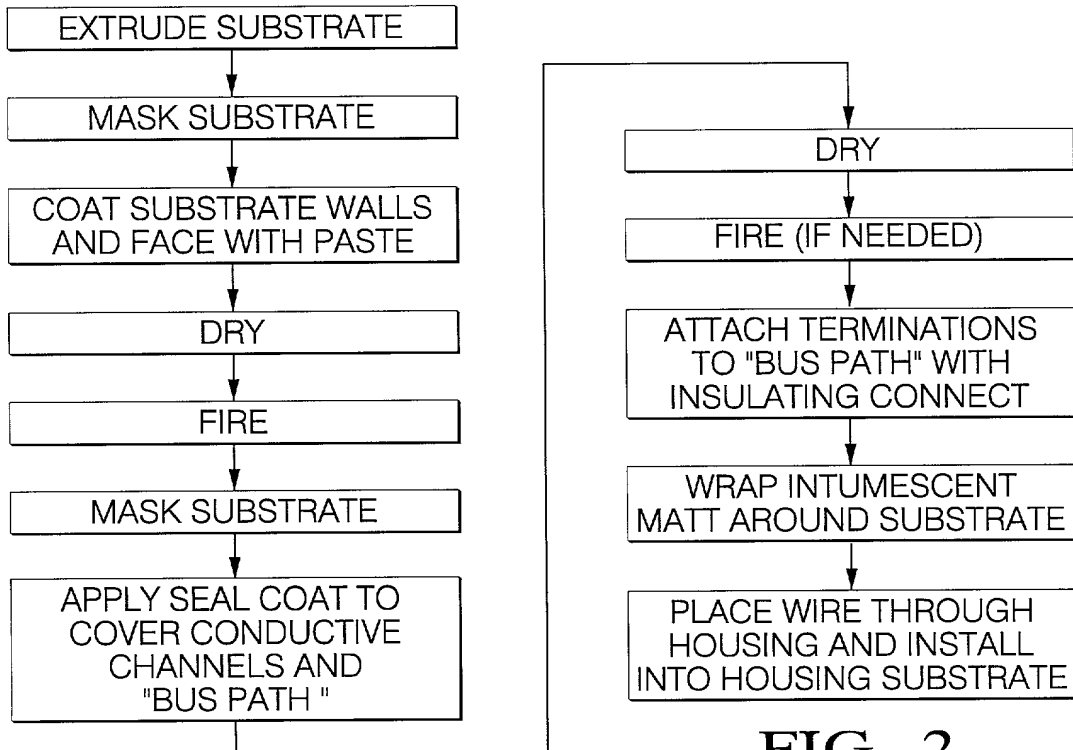 EXTRUDE SUBSTRATE
MASK SUBSTRATE
COAT SUBSTRATE WALLS
AND FACE WITH PASTE
DRY
FIRE
MASK SUBSTRATE
APPLY SEAL COAT TO
COVER CONDUCTIVE
CHANNELS AND
"BUS PATH "
DRY
FIRE (IF NEEDED)
ATTACH TERMINATIONS
TO "BUS PATH" WITH
INSULATING CONNECT
WRAP INTUMESCENT
MATT AROUND SUBSTRATE
PLACE WIRE THROUGH
HOUSING AND INSTALL
INTO HOUSING SUBSTRATE
FIG. 2